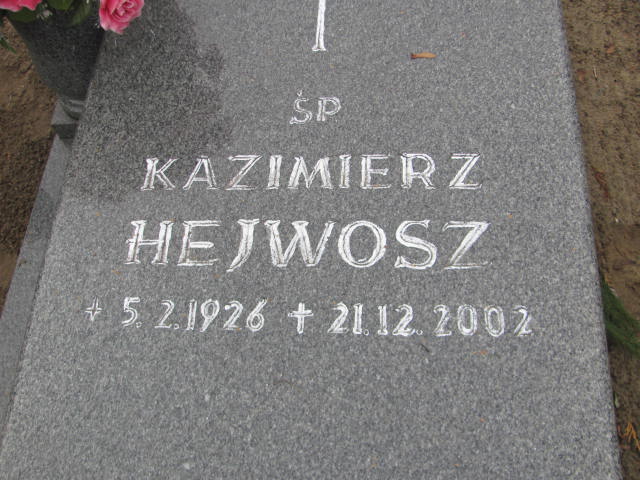 ŚP
KAZIMIERZ
HEJWOSZ
+ 5.2.1926 † 21.12.2002